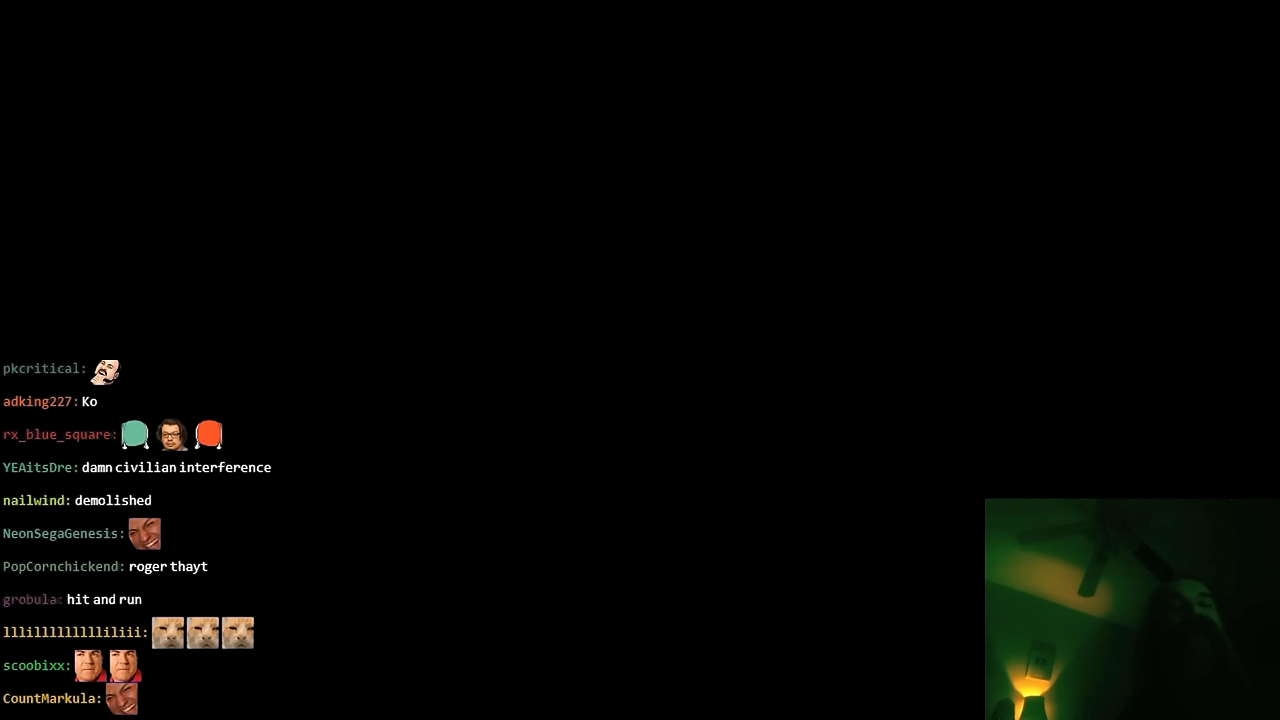 pkcritical:
adking227: Ko
rx_blue_square:
YEAitsDre: damn civilian interference
nailwind: demolished
NeonSegaGenesis:
PopCornchickend: roger thayt
grobula: hit and run
lllillllllllliliii:
scoobixx:
CountMarkula: